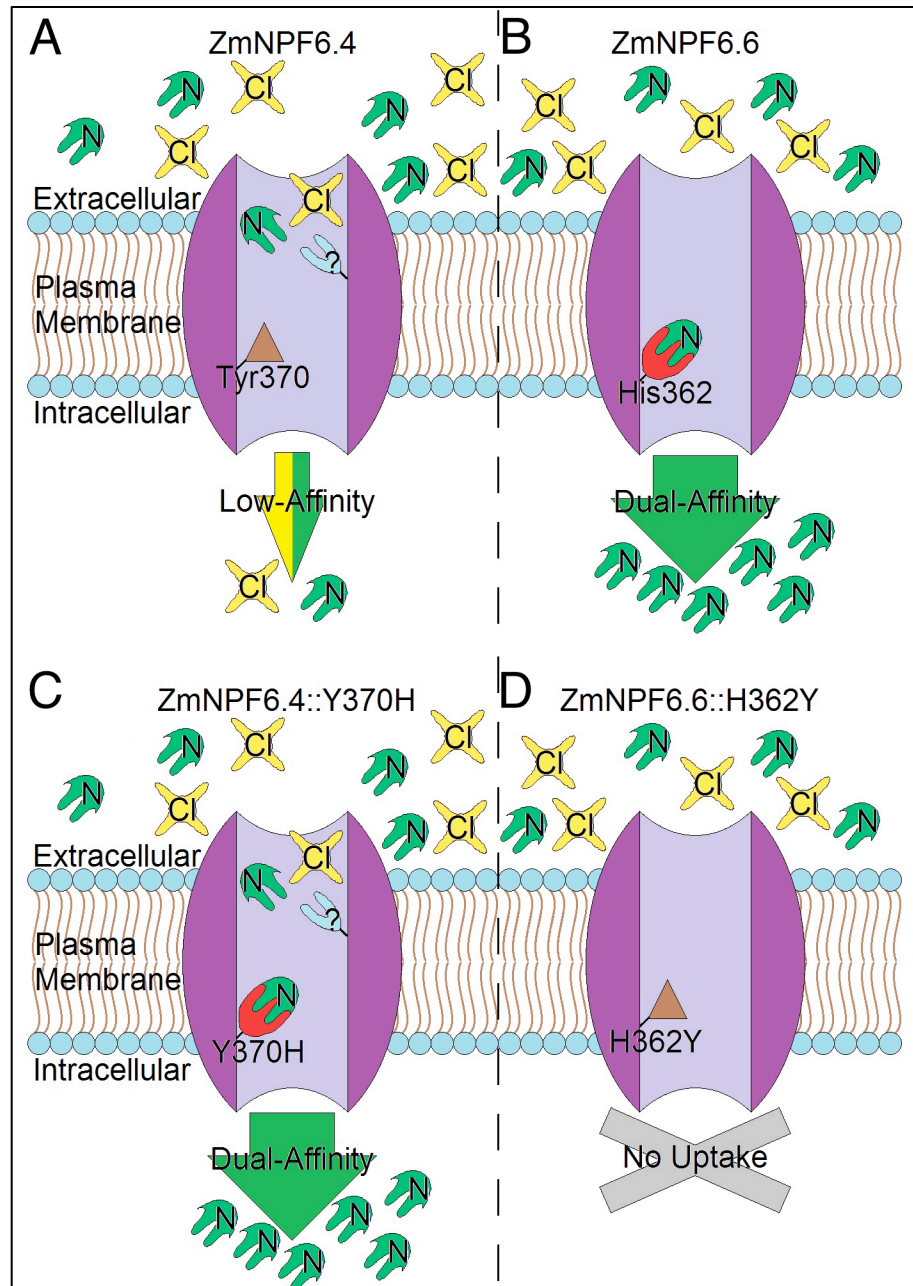 A
ZmNPF6.4
N
Cl
Cl
N
N
Cl
N
Cl
Extracellular
N
Cl
?
Plasma
Membrane
Tyr370
Intracellular
Low-Affinity
Cl
N
B
ZmNPF6.6
Cl
N
N
Cl
Cl
N
Cl
N
N
His362
Dual-Affinity
N
N
N
N
N
N
N
C
ZmNPF6.4::Y370H
N
Cl
Cl
N
N
Cl
N
Cl
Extracellular
N
Cl
?
Plasma
Membrane
N
Y370H
Intracellular
Dual-Affinity
N
N
N
N
N
N
D
ZmNPF6.6::H362Y
Cl
N
N
Cl
Cl
N
Cl
N
H362Y
No Uptake